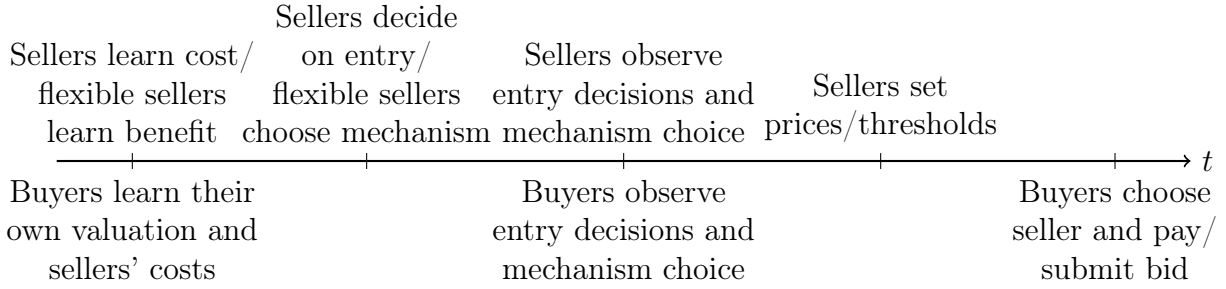 Sellers learn cost/
flexible sellers
learn benefit
Sellers decide
on entry/
flexible sellers
choose mechanism
Sellers observe
entry decisions and
mechanism choice
Sellers set
prices/thresholds
t
Buyers learn their
own valuation and
sellers' costs
Buyers observe
entry decisions and
mechanism choice
Buyers choose
seller and pay/
submit bid